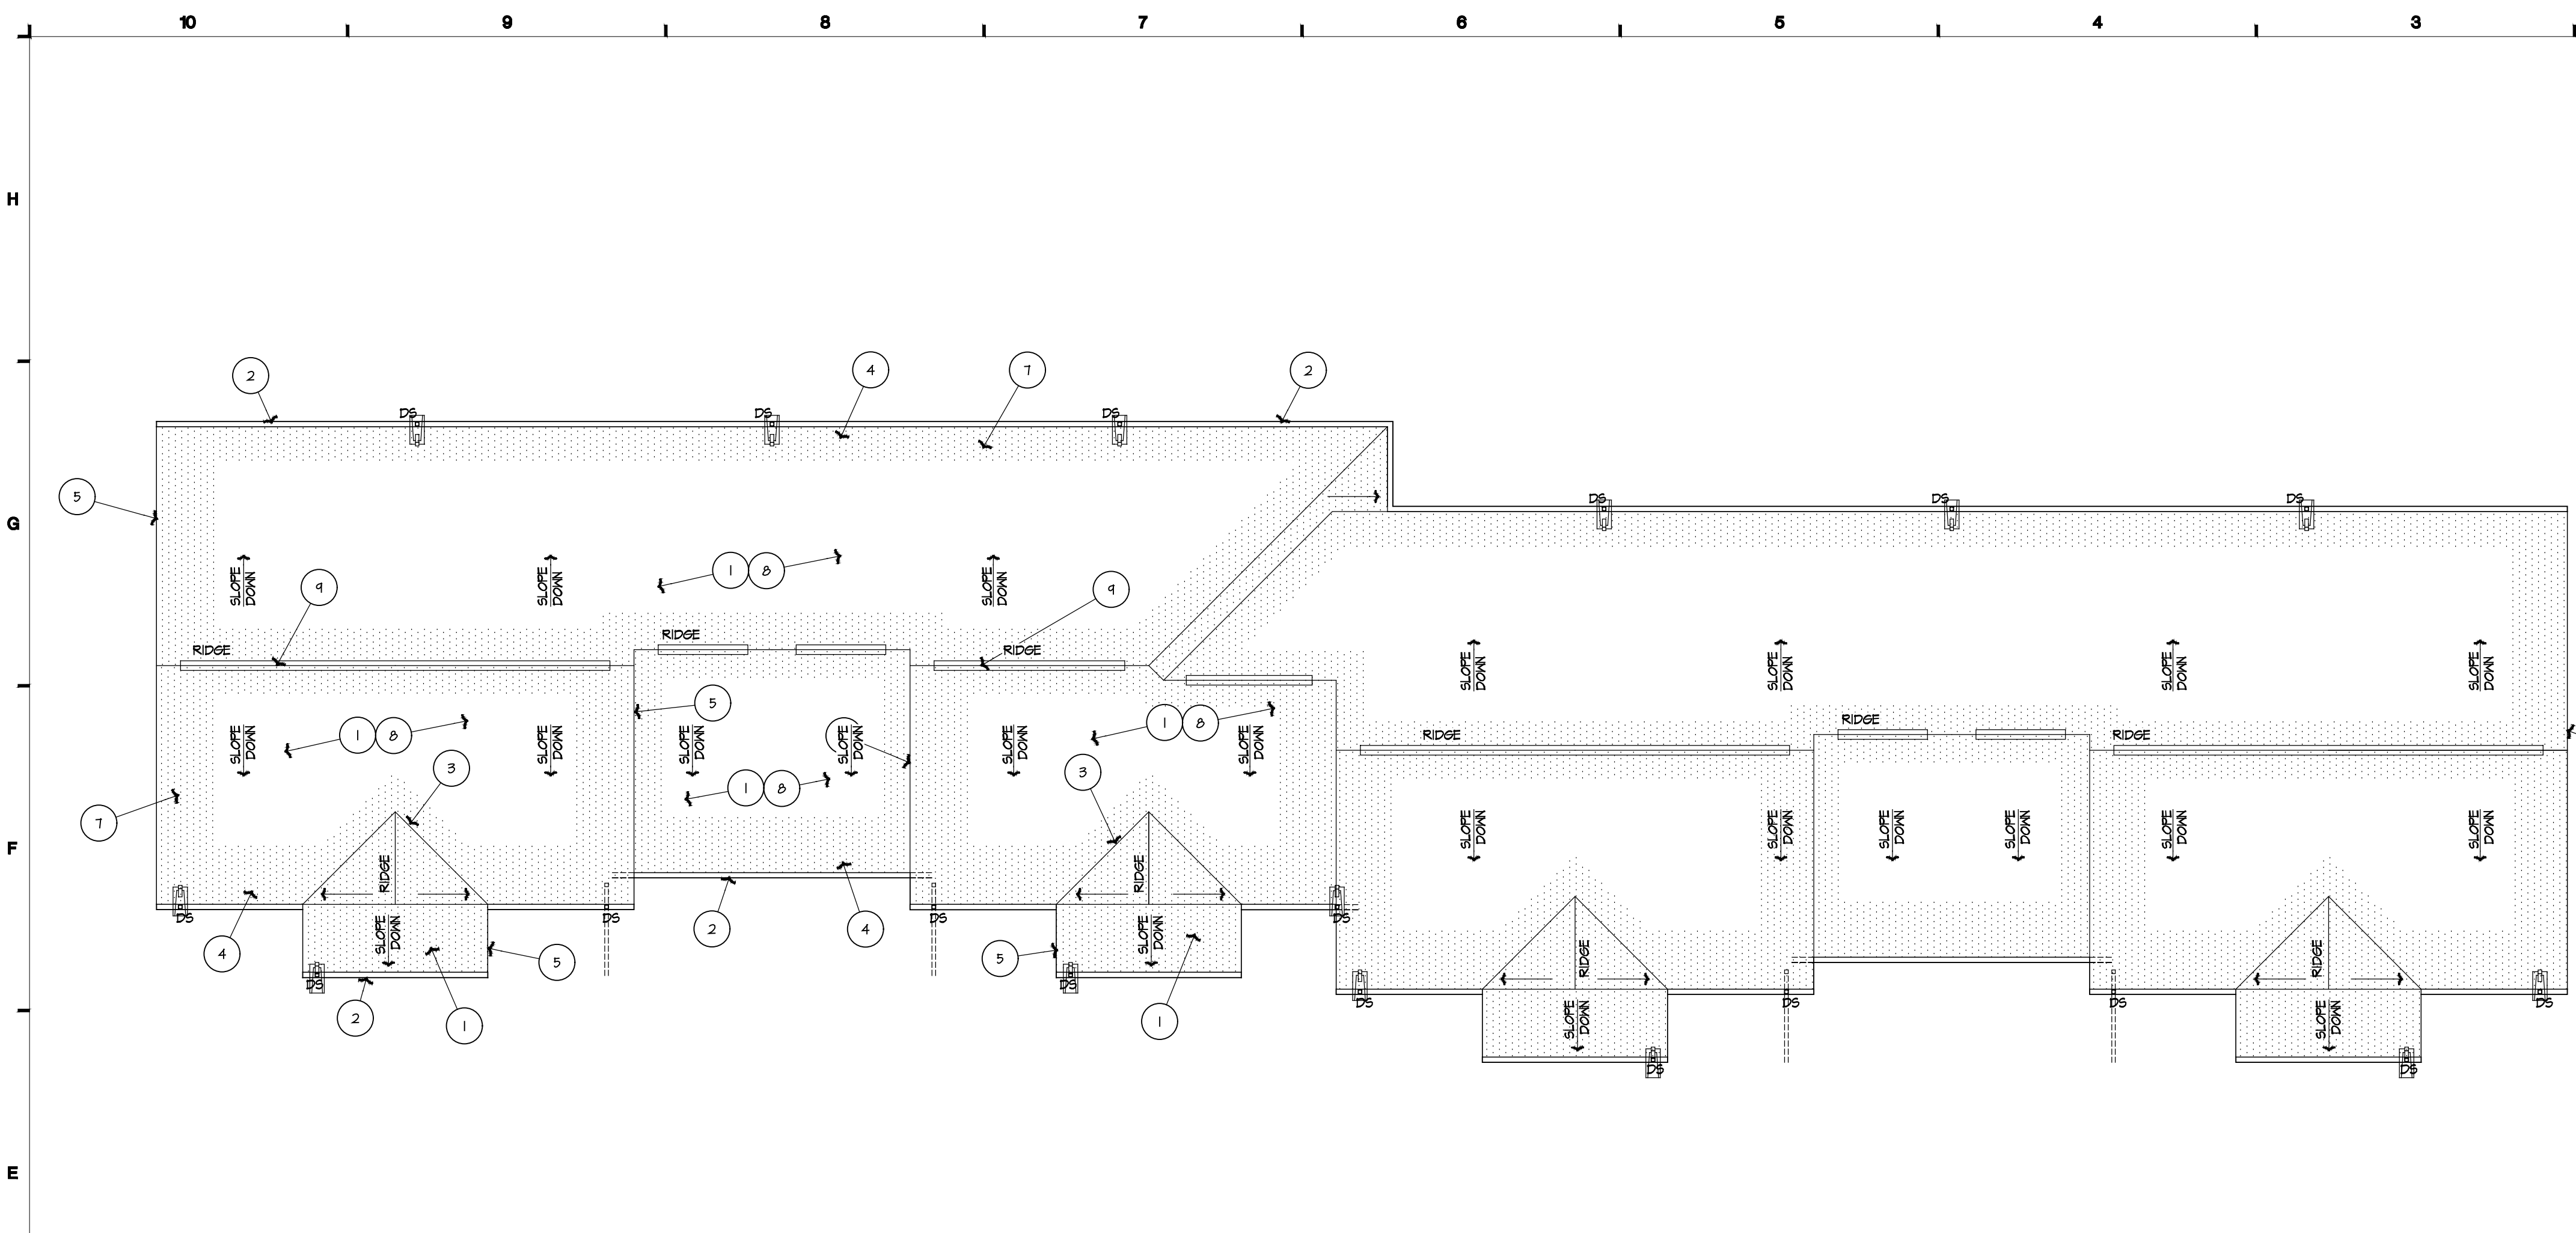 10 9 8 7 6 5 4 3
H
2 4 7 2
DS DS DS
5
DS DS DS
G
1 8
SLOPE DOWN SLOPE DOWN SLOPE DOWN
9 9
RIDGE
RIDGE RIDGE
SLOPE DOWN SLOPE DOWN SLOPE DOWN SLOPE DOWN
5
1 8 1 8
RIDGE
RIDGE RIDGE
SLOPE DOWN SLOPE DOWN SLOPE DOWN SLOPE DOWN SLOPE DOWN SLOPE DOWN
3 3
1 8
7
SLOPE DOWN SLOPE DOWN SLOPE DOWN SLOPE DOWN SLOPE DOWN SLOPE DOWN
F
RIDGE RIDGE
DS DS DS DS
2 4
SLOPE DOWN SLOPE DOWN
4 5 5
RIDGE RIDGE
DS DS
DS DS DS DS
2 1 1
SLOPE DOWN SLOPE DOWN
DS DS
E